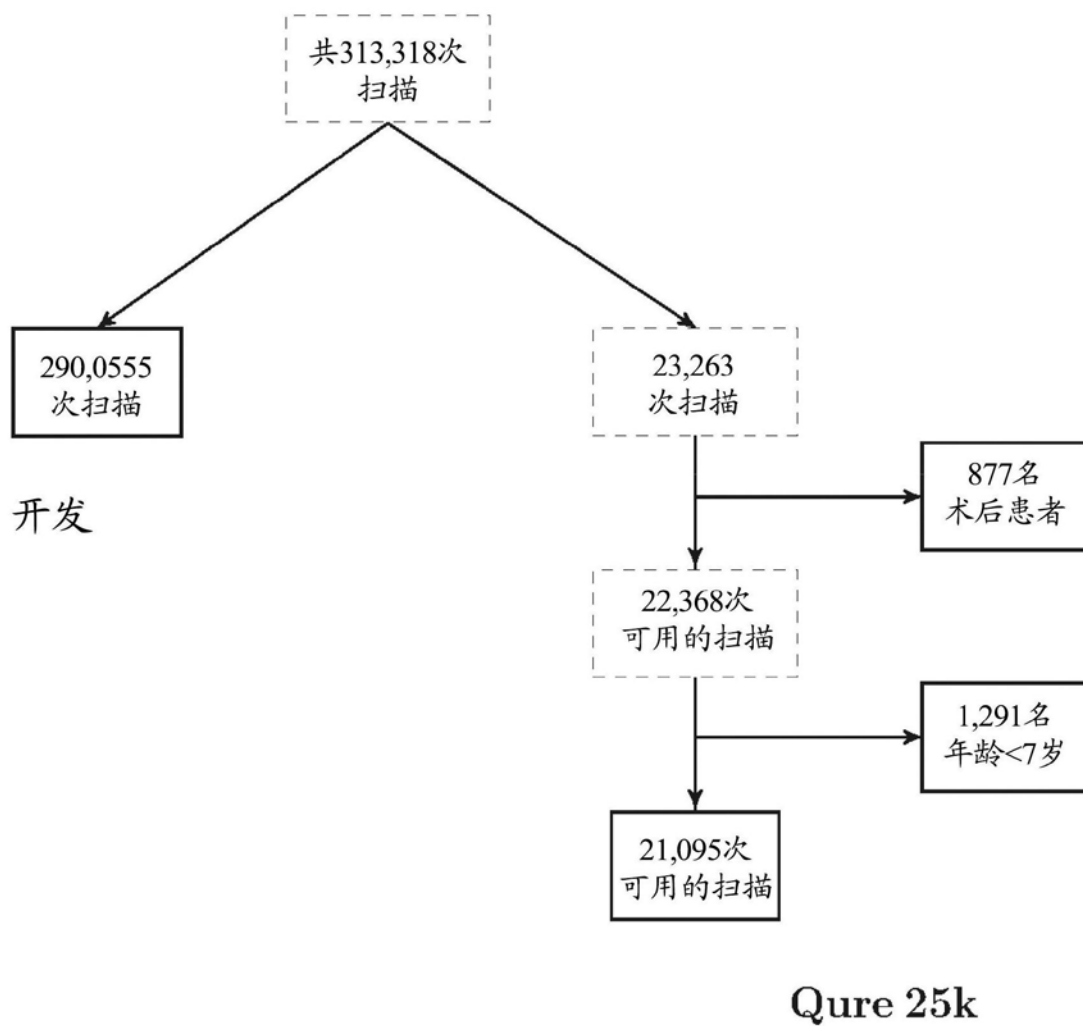 共313,318次
扫描
290,0555
次扫描
23,263
次扫描
开发
877名
术后患者
22,368次
可用的扫描
1,291名
年龄<7岁
21,095次
可用的扫描
Qure 25k